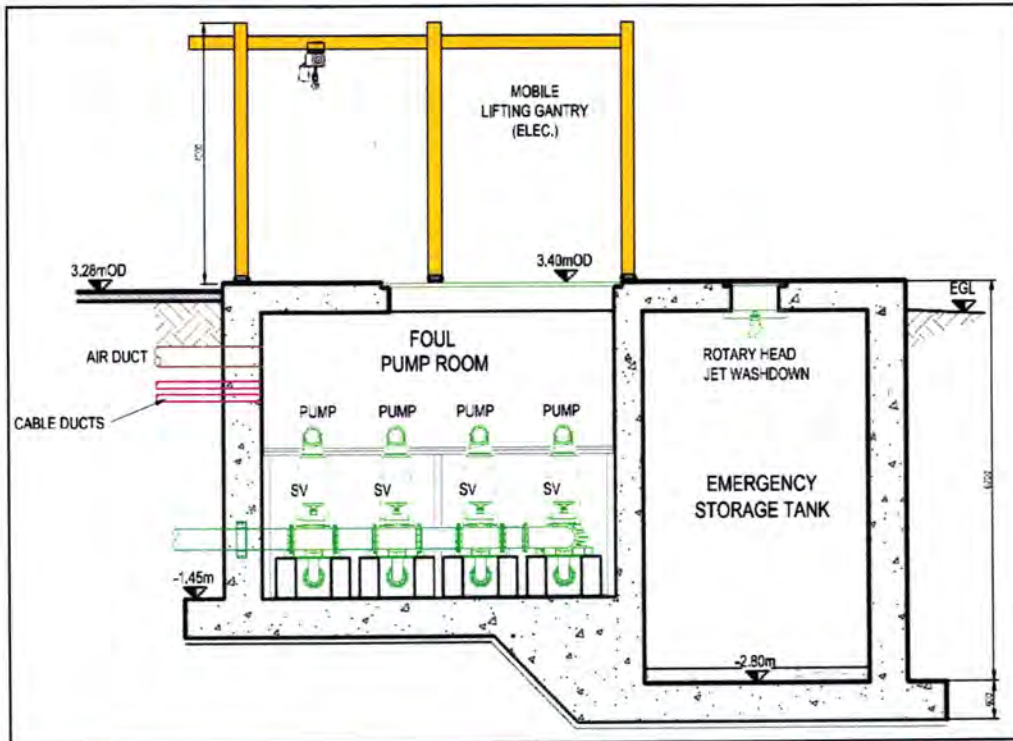 MOBILE
LIFTING GANTRY
(ELEC.)
3.28mOD
3.40mOD
EGL
AIR DUCT
FOUL
PUMP ROOM
ROTARY HEAD
JET WASHDOWN
CABLE DUCTS
PUMP
PUMP
PUMP
PUMP
SV
SV
SV
SV
EMERGENCY
STORAGE TANK
-1.45m
-2.80m